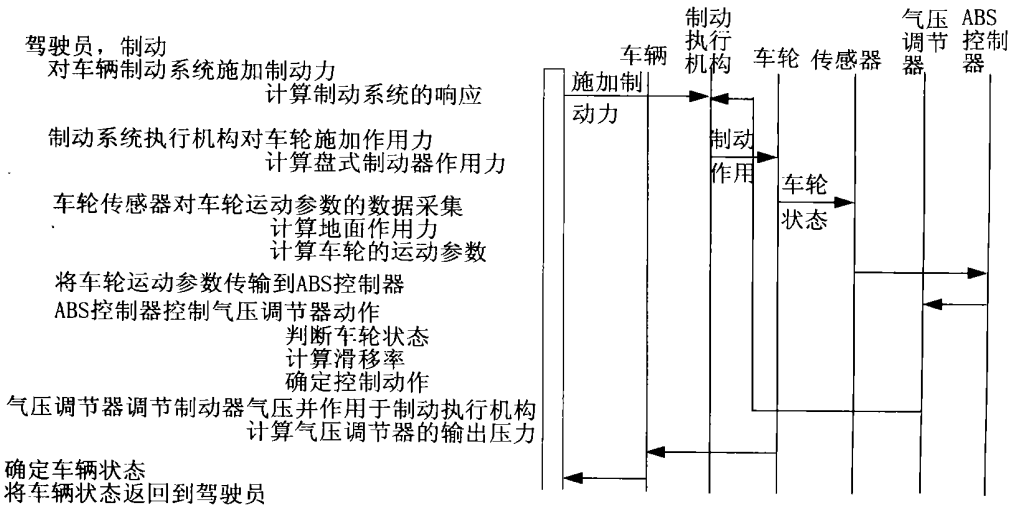 驾驶员，制动
对车辆制动系统施加制动力
计算制动系统的响应
制动系统执行机构对车轮施加作用力
计算盘式制动器作用力
车轮传感器对车轮运动参数的数据采集
计算地面作用力
计算车轮的运动参数
将车轮运动参数传输到ABS控制器
ABS控制器控制气压调节器动作
判断车轮状态
计算滑移率
确定控制动作
气压调节器调节制动器气压并作用于制动执行机构
计算气压调节器的输出压力
确定车辆状态
将车辆状态返回到驾驶员
车辆
制动
执行
机构
车轮
传感器
气压
调节
器
ABS
控制
器
施加制
动力
制动
作用
车轮
状态